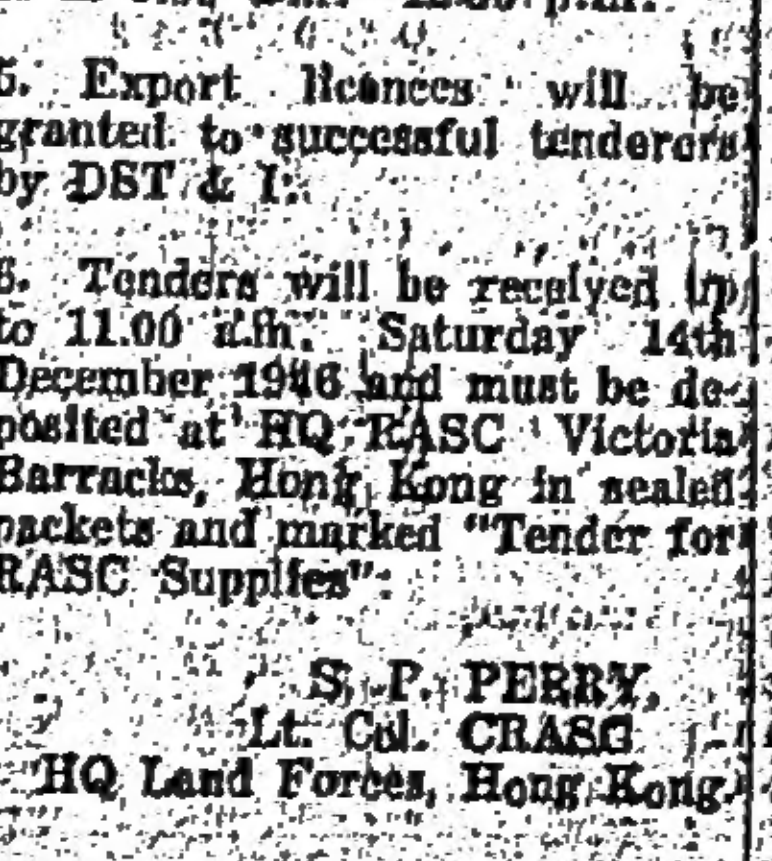 5. Export licences will be
granted to successful tenderers
by DST & I.
6. Tenders will be received up
to 11.00 a.m. Saturday 14th
December 1946 and must be de-
posited at HQ RASC Victoria
Barracks, Hong Kong in sealed
packets and marked "Tender for
RASC Supplies".
S. P. PERRY,
Lt. Col. CRASC
HQ Land Forces, Hong Kong.